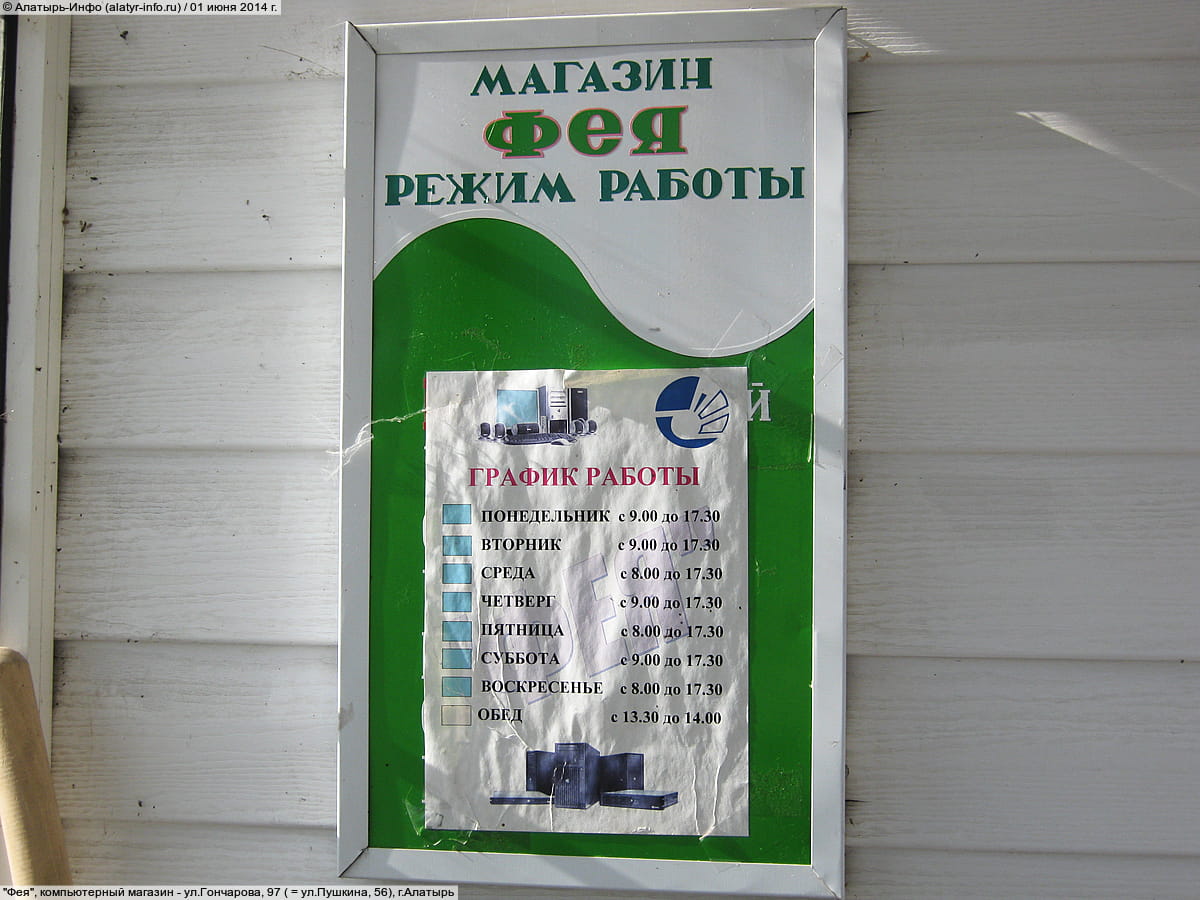 © Алатырь-Инфо (alatyr-info.ru) / 01 июня 2014 г.
МАГАЗИН
ФЕЯ
РЕЖИМ РАБОТЫ
Й
ГРАФИК РАБОТЫ
ПОНЕДЕЛЬНИК с 9.00 до 17.30
ВТОРНИК с 9.00 до 17.30
СРЕДА с 8.00 до 17.30
ЧЕТВЕРГ с 9.00 до 17.30
ПЯТНИЦА с 8.00 до 17.30
СУББОТА с 9.00 до 17.30
ВОСКРЕСЕНЬЕ с 8.00 до 17.30
ОБЕД с 13.30 до 14.00
"Фея", компьютерный магазин - ул.Гончарова, 97 ( = ул.Пушкина, 56), г.Алатырь